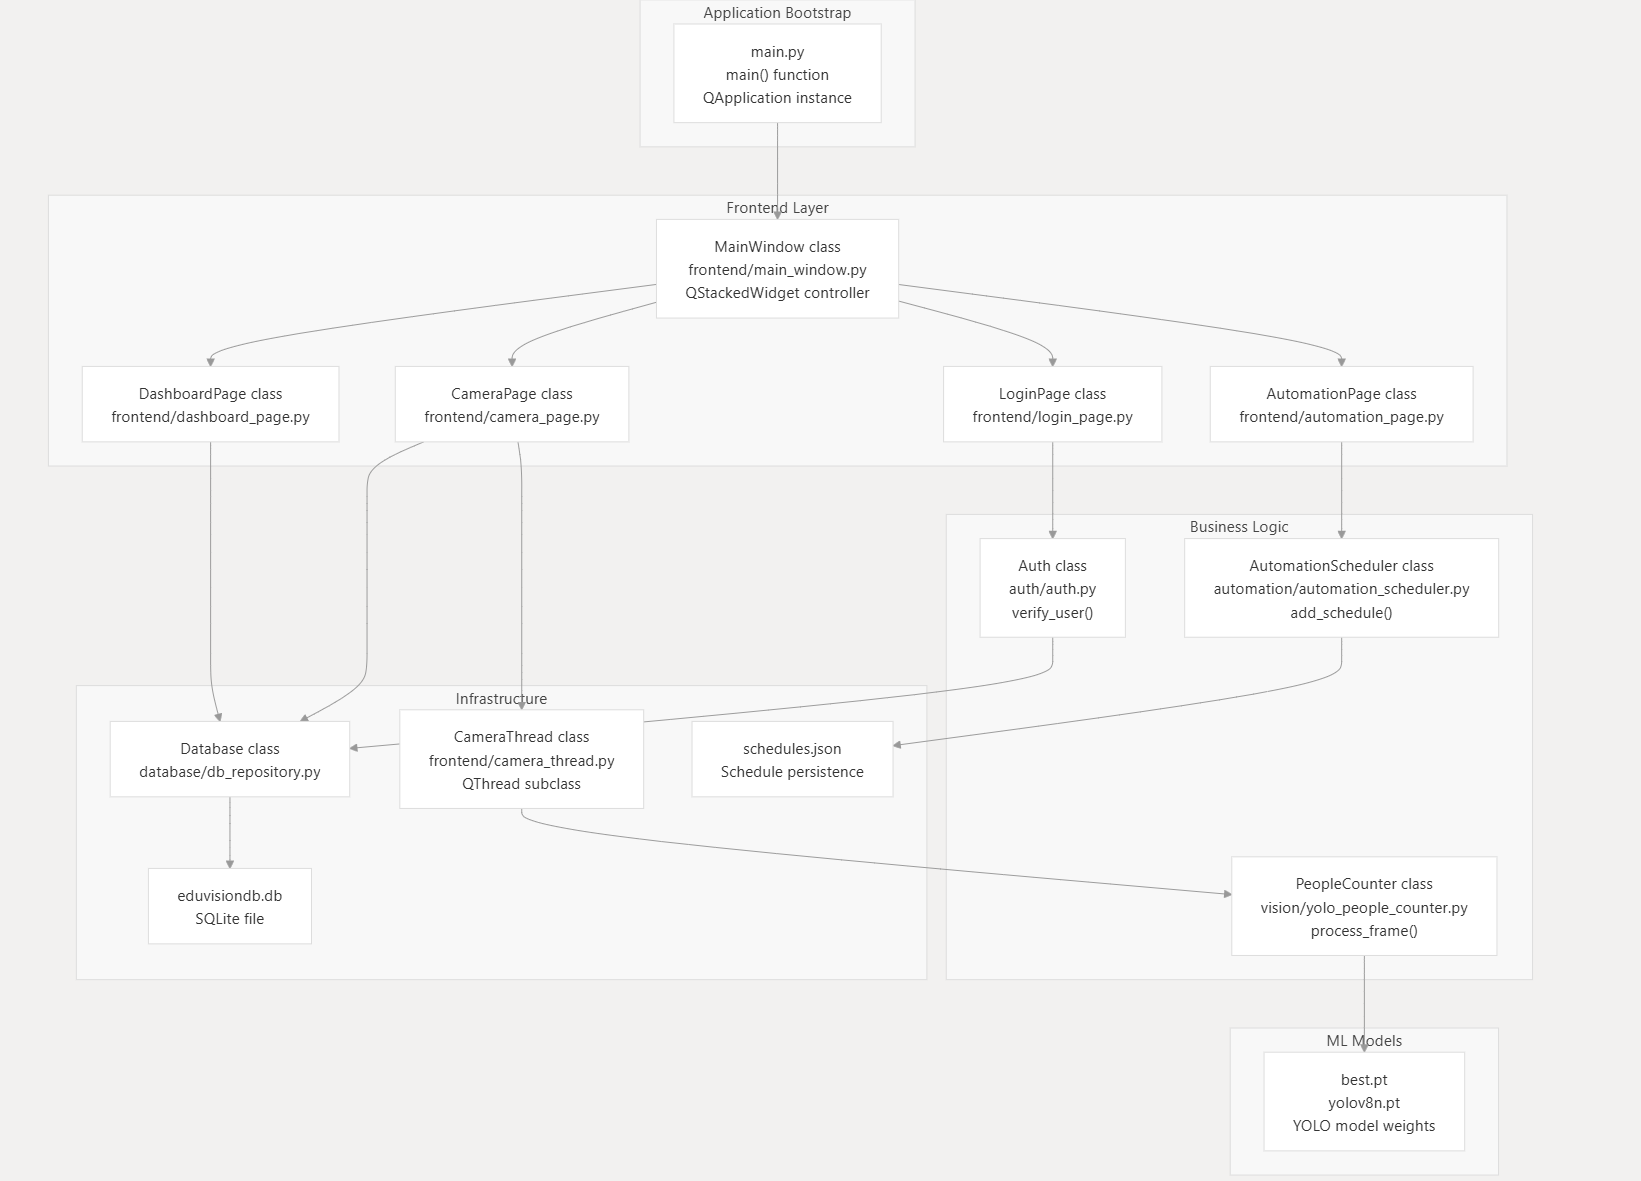 Application Bootstrap
main.py
main() function
QApplication instance
Frontend Layer
MainWindow class
frontend/main_window.py
QStackedWidget controller
DashboardPage class
frontend/dashboard_page.py
CameraPage class
frontend/camera_page.py
LoginPage class
frontend/login_page.py
AutomationPage class
frontend/automation_page.py
Business Logic
Auth class
auth/auth.py
verify_user()
AutomationScheduler class
automation/automation_scheduler.py
add_schedule()
Infrastructure
Database class
database/db_repository.py
CameraThread class
frontend/camera_thread.py
QThread subclass
schedules.json
Schedule persistence
eduvisiondb.db
SQLite file
PeopleCounter class
vision/yolo_people_counter.py
process_frame()
ML Models
best.pt
yolov8n.pt
YOLO model weights